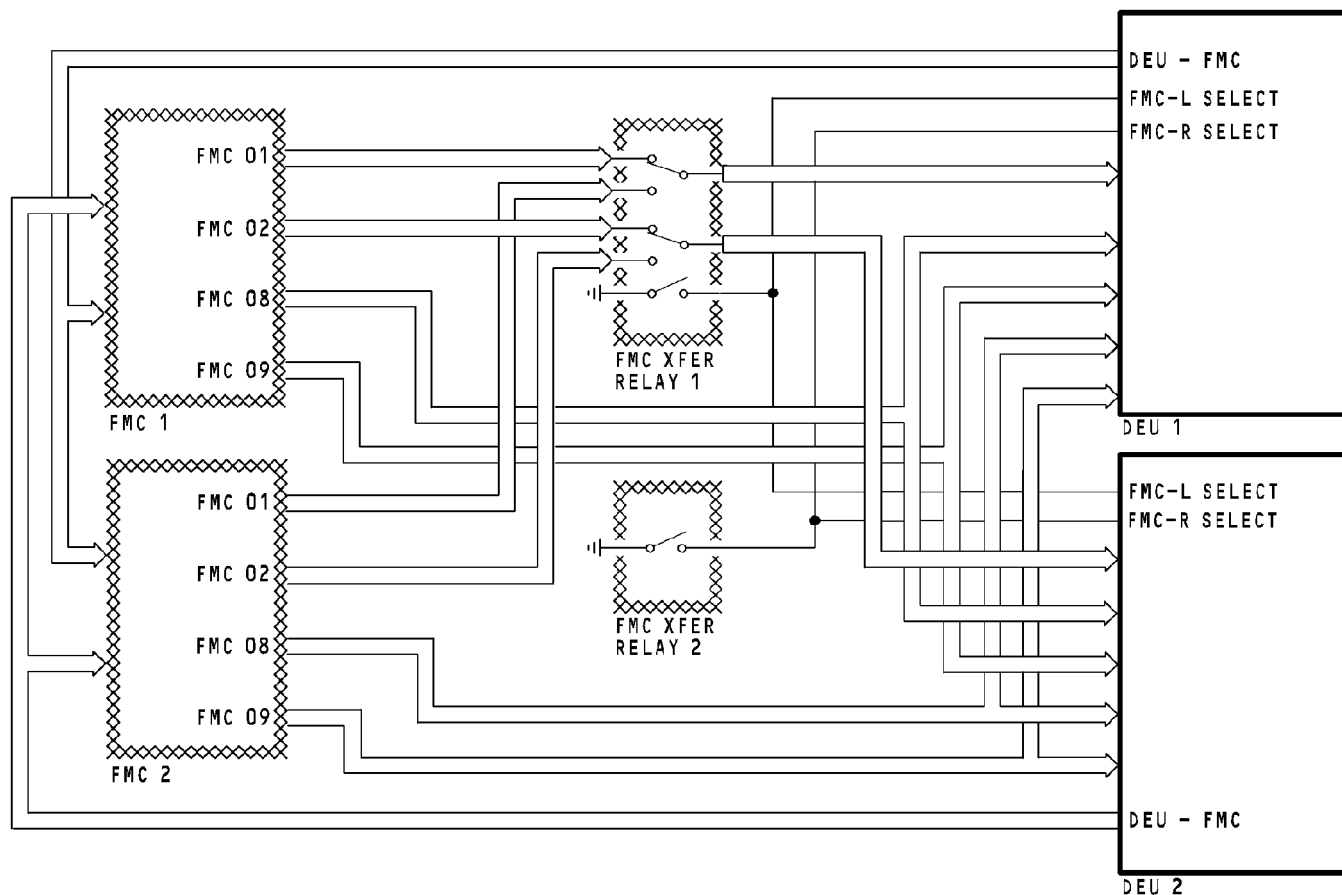 DEU - FMC
FMC-L SELECT
FMC-R SELECT
FMC 01
FMC 02
FMC 08
FMC 09
FMC 1
FMC XFER
RELAY 1
DEU 1
FMC 01
FMC 02
FMC 08
FMC 09
FMC 2
FMC XFER
RELAY 2
FMC-L SELECT
FMC-R SELECT
DEU - FMC
DEU 2